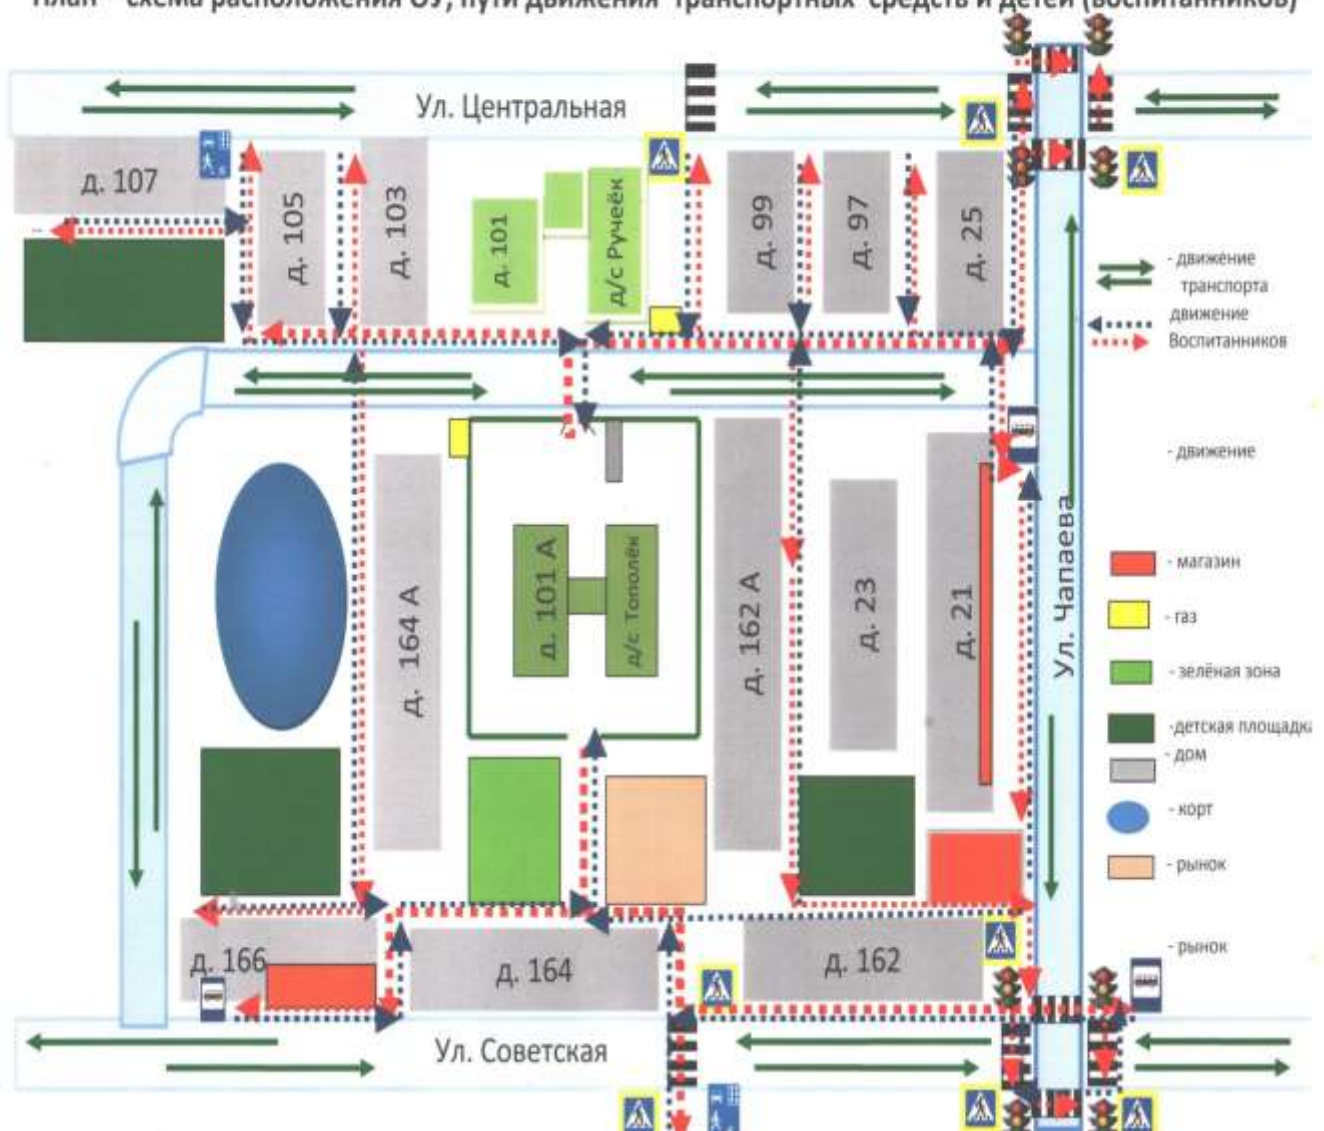 План – схема расположения ОУ, пути движения транспортных средств и детей (воспитанников)
Ул. Центральная
д. 107
д. 105
д. 103
д. 101
д/с Ручеёк
д. 99
д. 97
д. 25
- движение
транспорта
движение
Воспитанников
- движение
д. 164 А
д. 101 А
д/с Тополёк
д. 162 А
д. 23
д. 21
Ул. Чапаева
- магазин
- газ
- зелёная зона
-детская площадка
- дом
- корт
- рынок
- рынок
д. 166
д. 164
д. 162
Ул. Советская